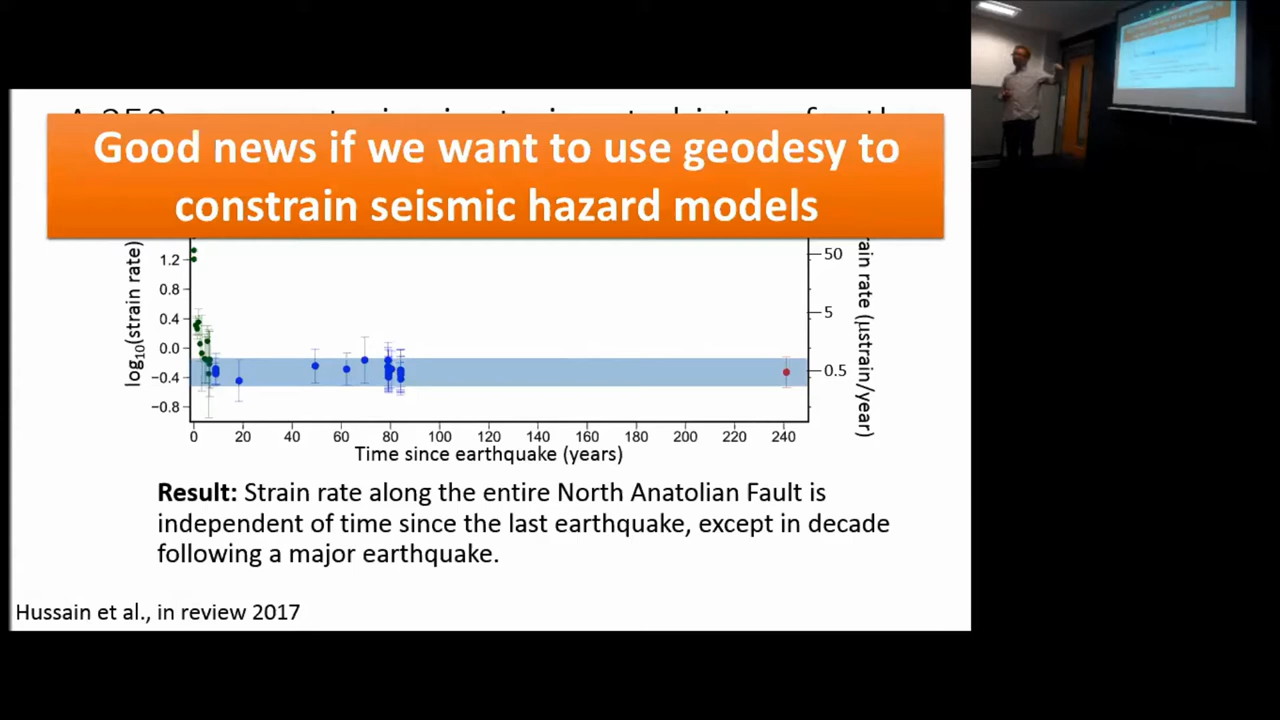 Good news if we want to use geodesy to
constrain seismic hazard models
log10(strain rate)
1.2
0.8
0.4
0.0
−0.4
−0.8
50
5
0.5
rain rate (μstrain/year)
0 20 40 60 80 100 120 140 160 180 200 220 240
Time since earthquake (years)
Result: Strain rate along the entire North Anatolian Fault is
independent of time since the last earthquake, except in decade
following a major earthquake.
Hussain et al., in review 2017